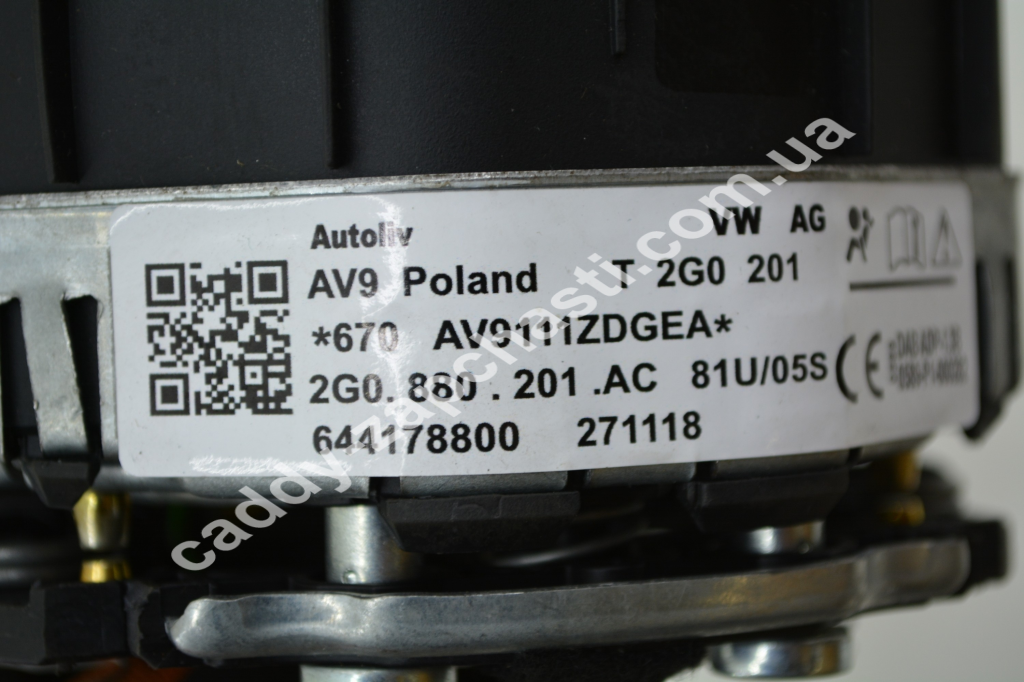 Autoliv VW AG
AV9 Poland T 2G0 201
*670 AV9111ZDGEA*
2G0.880.201.AC 81U/05S
CE
644178800 271118
caddyzapchasti.com.ua